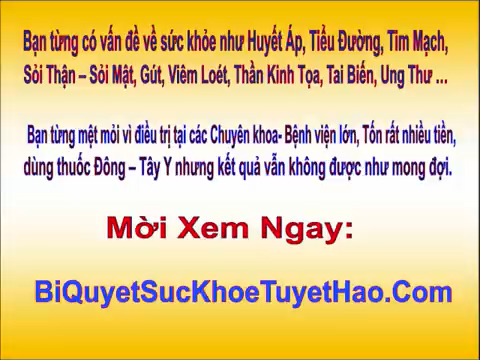 Bạn từng có vấn đề về sức khỏe như Huyết Áp, Tiểu Đường, Tim Mạch,
Sỏi Thận – Sỏi Mật, Gút, Viêm Loét, Thần Kinh Tọa, Tai Biến, Ung Thư ...
Bạn từng mệt mỏi vì điều trị tại các Chuyên khoa- Bệnh viện lớn, Tốn rất nhiều tiền,
dùng thuốc Đông – Tây Y nhưng kết quả vẫn không được như mong đợi.
Mời Xem Ngay:
BiQuyetSucKhoeTuyetHao.Com